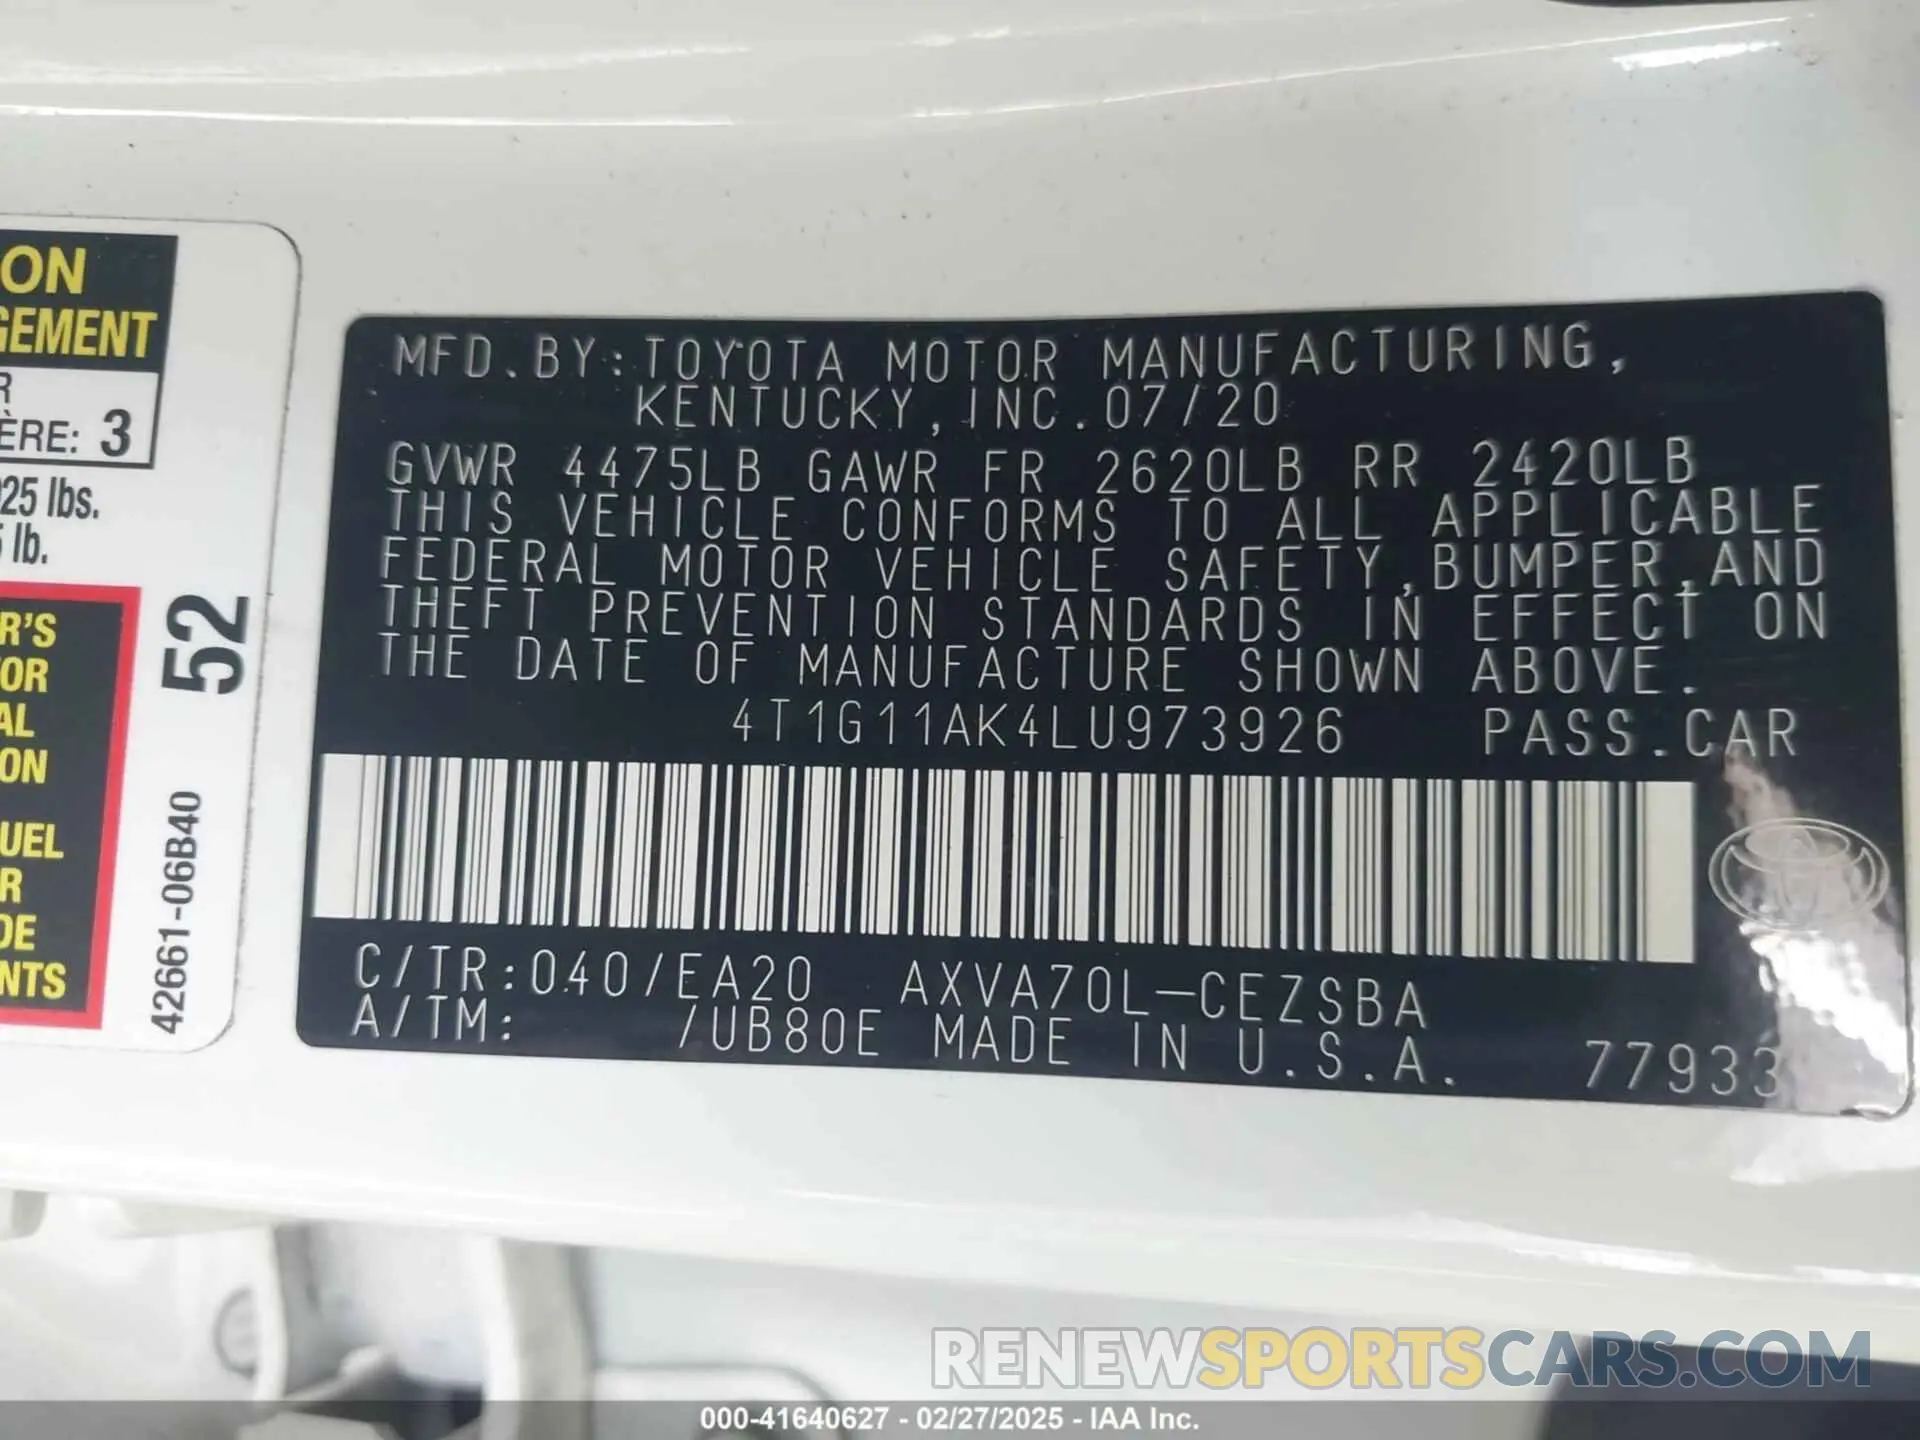 ON
GEMENT
R
ÈRE: 3
025 lbs.
5 lb.
R'S
TOR
AL
ON
UEL
R
DE
NTS
52
42661-06B40
MFD.BY:TOYOTA MOTOR MANUFACTURING,
KENTUCKY,INC.07/20
GVWR 4475LB GAWR FR 2620LB RR 2420LB
THIS VEHICLE CONFORMS TO ALL APPLICABLE
FEDERAL MOTOR VEHICLE SAFETY,BUMPER,AND
THEFT PREVENTION STANDARDS IN EFFECT ON
THE DATE OF MANUFACTURE SHOWN ABOVE.
4T1G11AK4LU973926 PASS.CAR
C/TR:040/EA20 AXVA70L-CEZSBA
A/TM: /UB80E MADE IN U.S.A. 77933
RENEWSPORTSCARS.COM
000-41640627 - 02/27/2025 - IAA Inc.